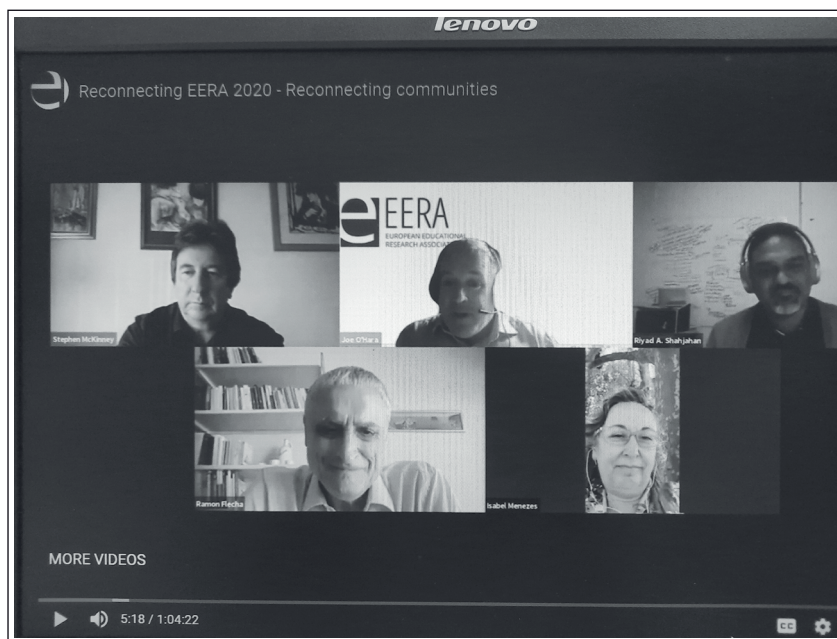 lenovo
Reconnecting EERA 2020 - Reconnecting communities
EERA
EUROPEAN EDUCATIONAL
RESEARCH ASSOCIAT
Stephen McKinney
Joe O'Hara
Riyad A. Shahjahan
Ramon Flecha
Isabel Menezes
MORE VIDEOS
5:18 / 1:04:22
CC